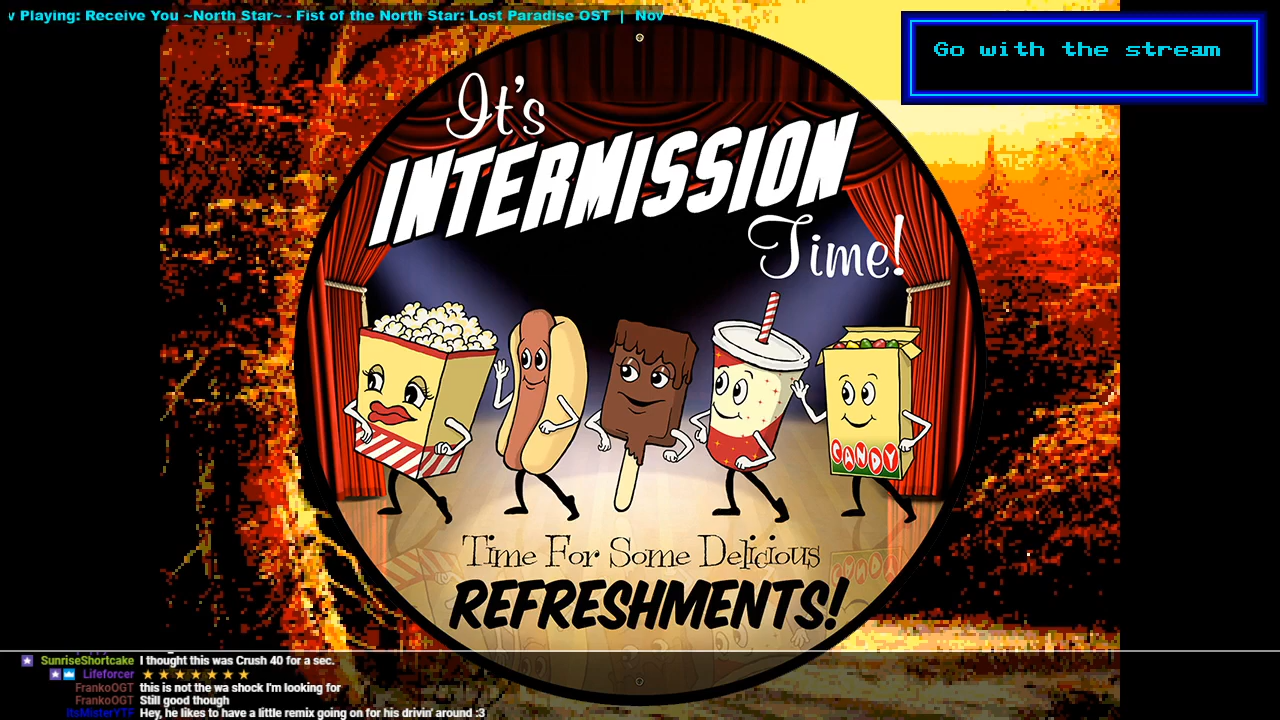 v Playing: Receive You ~North Star~ - Fist of the North Star: Lost Paradise OST  |  Nov
Go with the stream
It's
INTERMISSION
Time!
CANDY
Time For Some Delicious
REFRESHMENTS!
SunriseShortcake I thought this was Crush 40 for a sec.
Lifeforcer ★ ★ ★ ★ ★ ★ ★
FrankoOGT this is not the wa shock I'm looking for
FrankoOGT Still good though
ItsMisterYTF Hey, he likes to have a little remix going on for his drivin' around :3